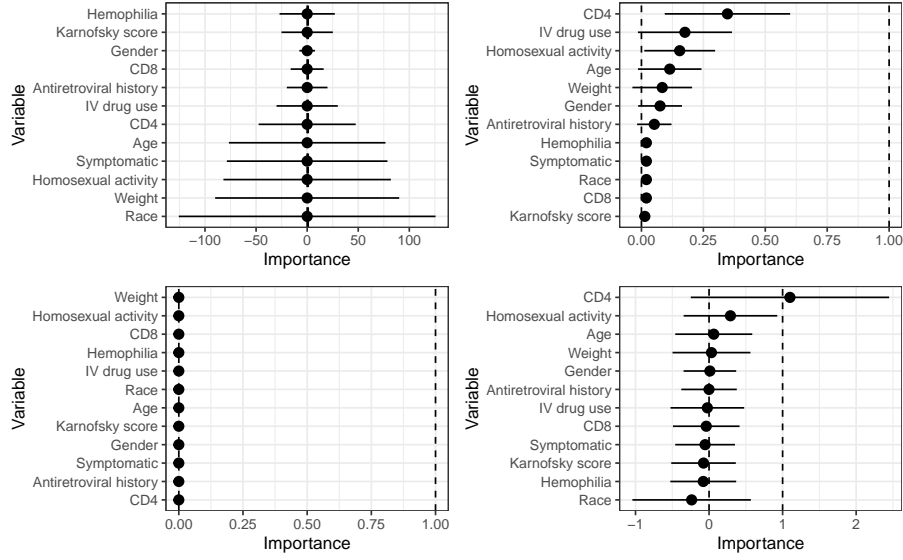 Variable
Hemophilia
Karnofsky score
Gender
CD8
Antiretroviral history
IV drug use
CD4
Age
Symptomatic
Homosexual activity
Weight
Race
−100 −50 0 50 100
Importance
Variable
CD4
IV drug use
Homosexual activity
Age
Weight
Gender
Antiretroviral history
Hemophilia
Symptomatic
Race
CD8
Karnofsky score
0.00 0.25 0.50 0.75 1.00
Importance
Variable
Weight
Homosexual activity
CD8
Hemophilia
IV drug use
Race
Age
Karnofsky score
Gender
Symptomatic
Antiretroviral history
CD4
0.00 0.25 0.50 0.75 1.00
Importance
Variable
CD4
Homosexual activity
Age
Weight
Gender
Antiretroviral history
IV drug use
CD8
Symptomatic
Karnofsky score
Hemophilia
Race
−1 0 1 2
Importance